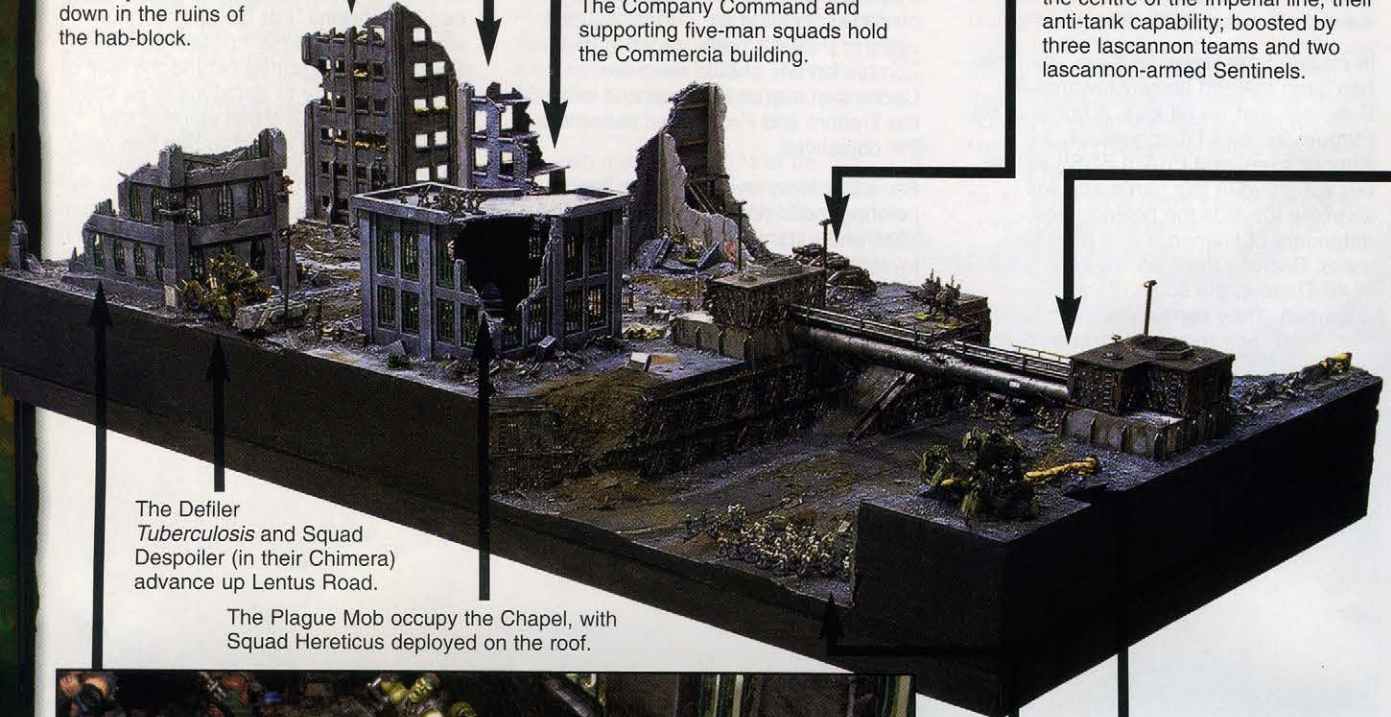 down in the ruins of
the hab-block.
The Company Command and
supporting five-man squads hold
the Commercia building.
the centre of the Imperial line, their
anti-tank capability; boosted by
three lascannon teams and two
lascannon-armed Sentinels.
The Defiler
Tuberculosis and Squad
Despoiler (in their Chimera)
advance up Lentus Road.
The Plague Mob occupy the Chapel, with
Squad Hereticus deployed on the roof.